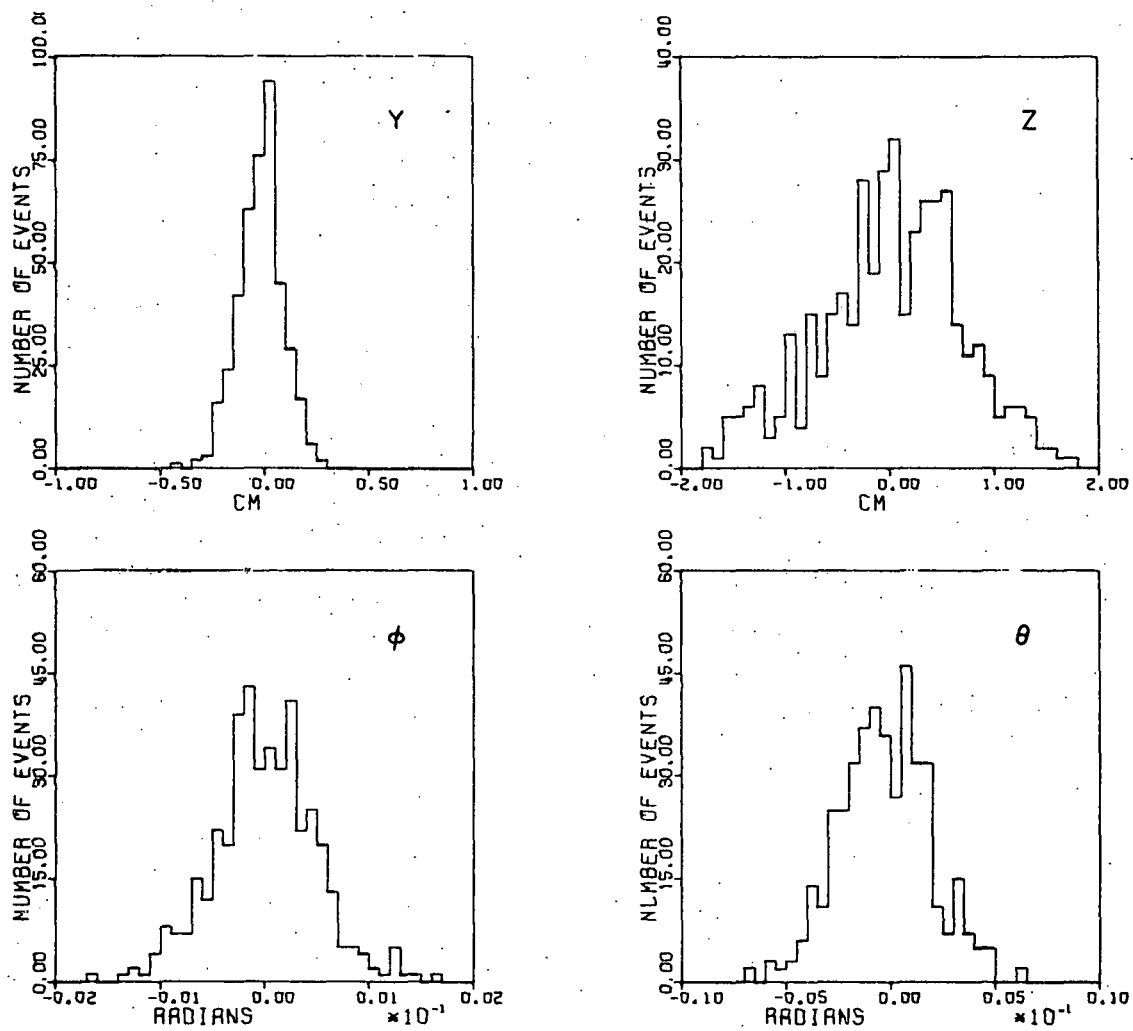 100.00
75.00
50.00
25.00
0.00
NUMBER OF EVENTS
Y
-1.00 -0.50 0.00 0.50 1.00
CM
40.00
30.00
20.00
10.00
0.00
NUMBER OF EVENTS
Z
-2.00 -1.00 0.00 1.00 2.00
CM
60.00
45.00
30.00
15.00
0.00
NUMBER OF EVENTS
ϕ
-0.02 -0.01 0.00 0.01 0.02
RADIANS *10⁻¹
60.00
45.00
30.00
15.00
0.00
NUMBER OF EVENTS
θ
-0.10 -0.05 0.00 0.05 0.10
RADIANS *10⁻¹